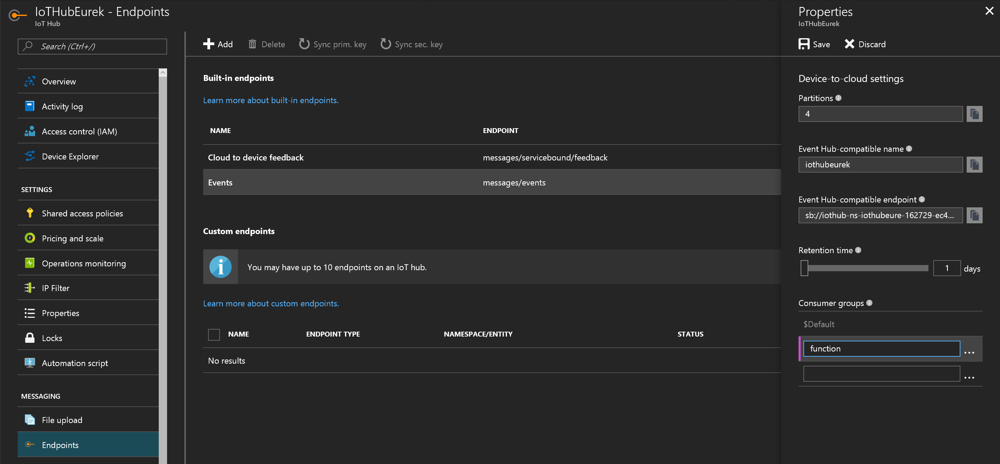 IoTHubEurek - Endpoints
IoT Hub
Search (Ctrl+/)
Overview
Activity log
Access control (IAM)
Device Explorer
SETTINGS
Shared access policies
Pricing and scale
Operations monitoring
IP Filter
Properties
Locks
Automation script
MESSAGING
File upload
Endpoints
Add Delete Sync prim. key Sync sec. key
Built-in endpoints
Learn more about built-in endpoints.
NAME ENDPOINT
Cloud to device feedback messages/servicebound/feedback
Events messages/events
Custom endpoints
You may have up to 10 endpoints on an IoT hub.
Learn more about custom endpoints.
NAME ENDPOINT TYPE NAMESPACE/ENTITY STATUS
No results
Properties
IoTHubEurek
Save Discard
Device-to-cloud settings
Partitions
4
Event Hub-compatible name
iothubeurek
Event Hub-compatible endpoint
sb://iothub-ns-iothubeure-162729-ec4...
Retention time
1 days
Consumer groups
$Default
function